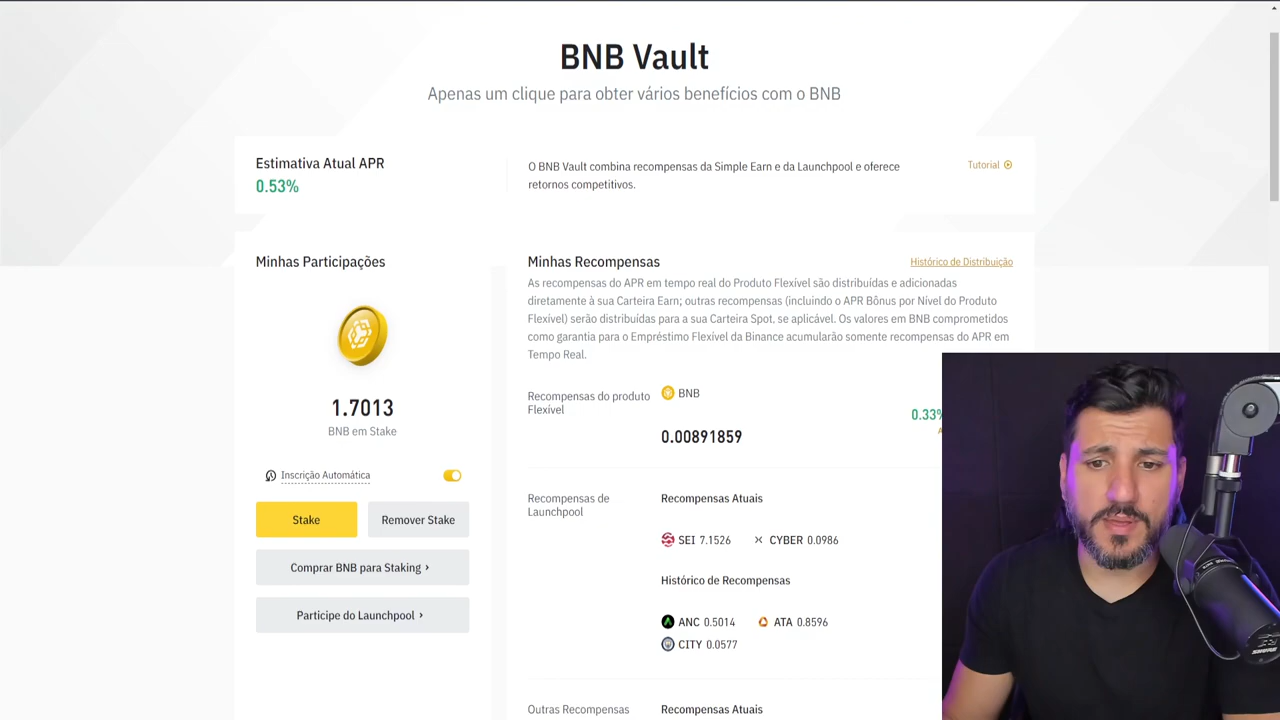 BNB Vault
Apenas um clique para obter vários benefícios com o BNB
Estimativa Atual APR
0.53%
O BNB Vault combina recompensas da Simple Earn e da Launchpool e oferece
retornos competitivos.
Tutorial
Minhas Participações
1.7013
BNB em Stake
Inscrição Automática
Stake
Remover Stake
Comprar BNB para Staking ›
Participe do Launchpool ›
Minhas Recompensas
Histórico de Distribuição
As recompensas do APR em tempo real do Produto Flexível são distribuídas e adicionadas
diretamente à sua Carteira Earn; outras recompensas (incluindo o APR Bônus por Nível do Produto
Flexível) serão distribuídas para a sua Carteira Spot, se aplicável. Os valores em BNB comprometidos
como garantia para o Empréstimo Flexível da Binance acumularão somente recompensas do APR em
Tempo Real.
Recompensas do produto
Flexível
BNB
0.00891859
0.33%
Recompensas de
Launchpool
Recompensas Atuais
SEI 7.1526 CYBER 0.0986
Histórico de Recompensas
ANC 0.5014 ATA 0.8596
CITY 0.0577
Outras Recompensas
Recompensas Atuais